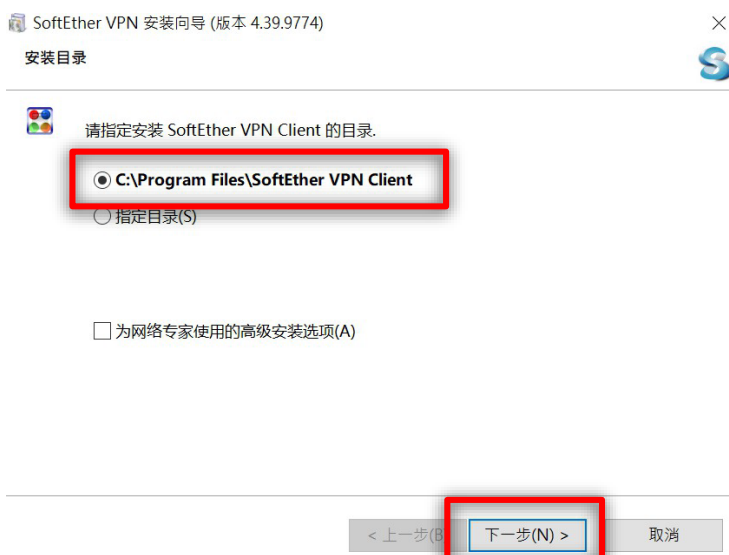 SoftEther VPN 安装向导 (版本 4.39.9774)
安装目录
请指定安装 SoftEther VPN Client 的目录.
C:\Program Files\SoftEther VPN Client
指定目录(S)
为网络专家使用的高级安装选项(A)
< 上一步(B
下一步(N) >
取消